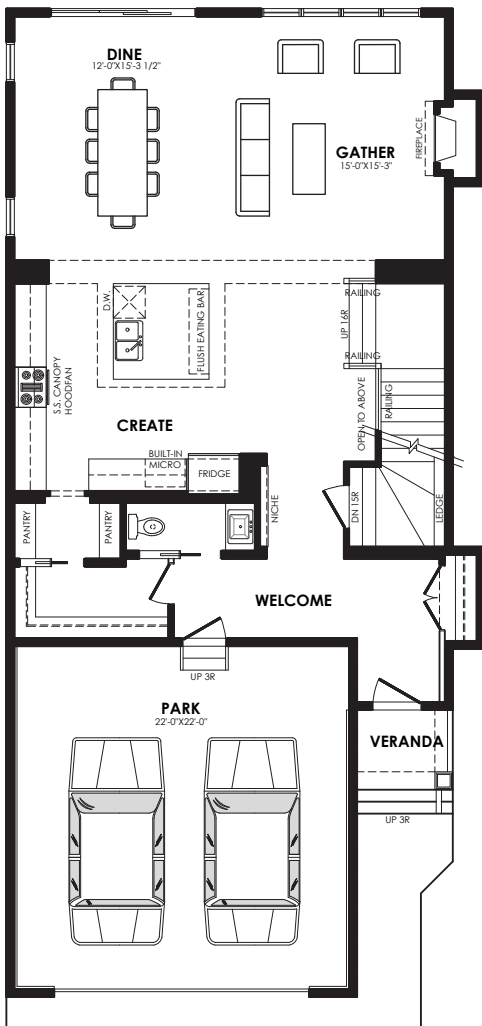 DINE
12'-0"X15'-3 1/2"
GATHER
15'-0"X15'-3"
FIREPLACE
RAILING
UP 16R
RAILING
D.W.
FLUSH EATING BAR
S.S. CANOPY
HOODFAN
CREATE
OPEN TO ABOVE
RAILING
BUILT-IN
MICRO
FRIDGE
NICHE
DN 15R
LEDGE
PANTRY
PANTRY
WELCOME
UP 3R
PARK
22'-0"X22'-0"
VERANDA
UP 3R